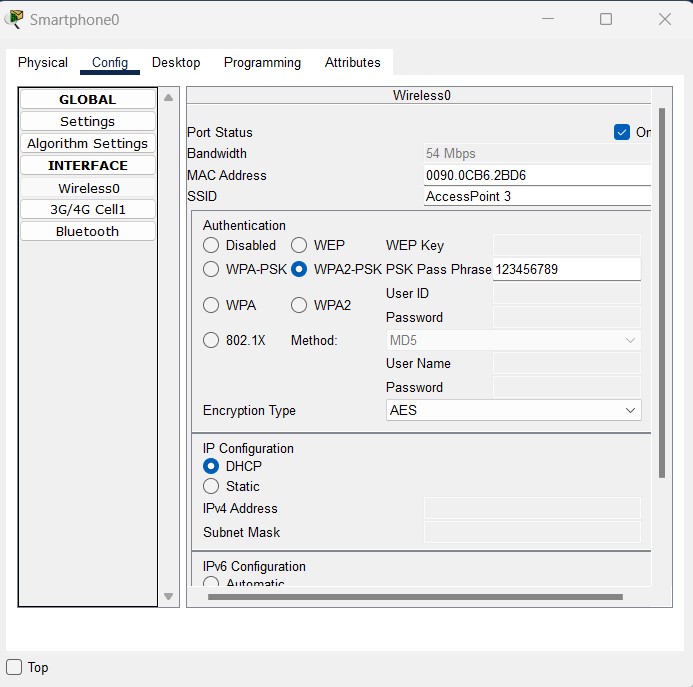 Smartphone0
Physical Config Desktop Programming Attributes
GLOBAL
Settings
Algorithm Settings
INTERFACE
Wireless0
3G/4G Cell1
Bluetooth
Wireless0
Port Status On
Bandwidth 54 Mbps
MAC Address 0090.0CB6.2BD6
SSID AccessPoint 3
Authentication
Disabled WEP WEP Key
WPA-PSK WPA2-PSK PSK Pass Phrase 123456789
User ID
WPA WPA2
Password
802.1X Method: MD5
User Name
Password
Encryption Type AES
IP Configuration
DHCP
Static
IPv4 Address
Subnet Mask
IPv6 Configuration
Automatic
Top